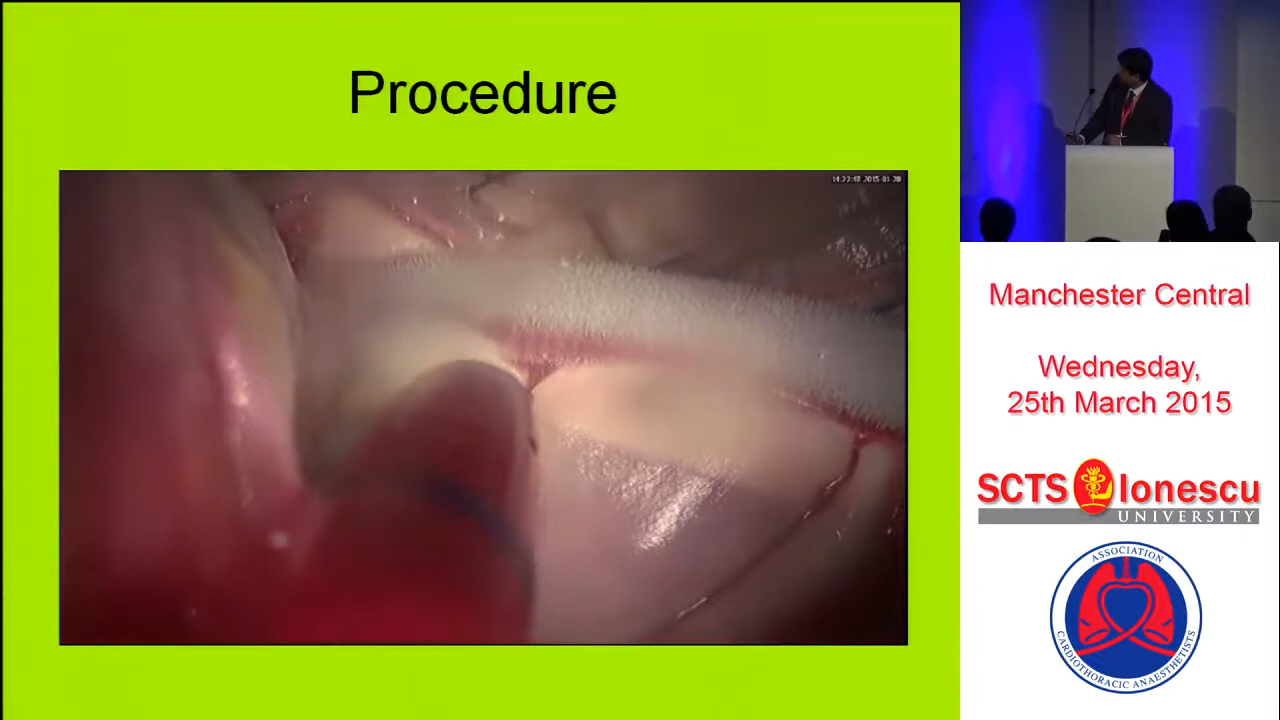 Procedure
Manchester Central
Wednesday,
25th March 2015
SCTS Ionescu
UNIVERSITY
ASSOCIATION
CARDIOTHORACIC ANAESTHETISTS